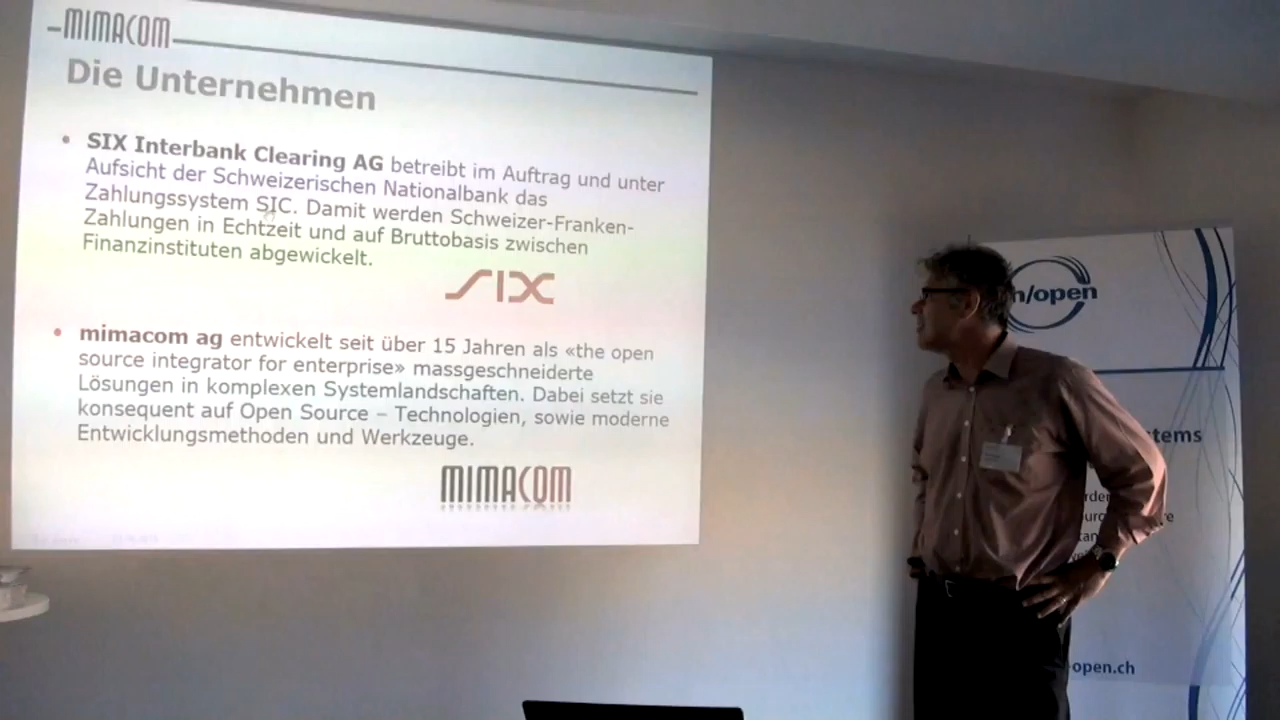 MIMACOM
Die Unternehmen
• SIX Interbank Clearing AG betreibt im Auftrag und unter
Aufsicht der Schweizerischen Nationalbank das
Zahlungssystem SIC. Damit werden Schweizer-Franken-
Zahlungen in Echtzeit und auf Bruttobasis zwischen
Finanzinstituten abgewickelt.
SIX
• mimacom ag entwickelt seit über 15 Jahren als «the open
source integrator for enterprise» massgeschneiderte
Lösungen in komplexen Systemlandschaften. Dabei setzt sie
konsequent auf Open Source – Technologien, sowie moderne
Entwicklungsmethoden und Werkzeuge.
MIMACOM
/open
tems
open.ch